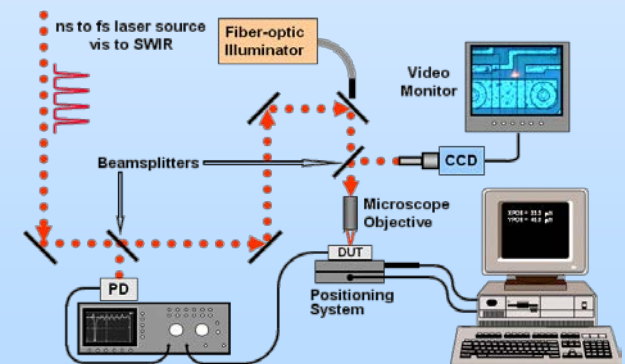 ns to fs laser source
vis to SWIR
Fiber-optic
Illuminator
Video
Monitor
Beamsplitters
CCD
Microscope
Objective
DUT
PD
Positioning
System